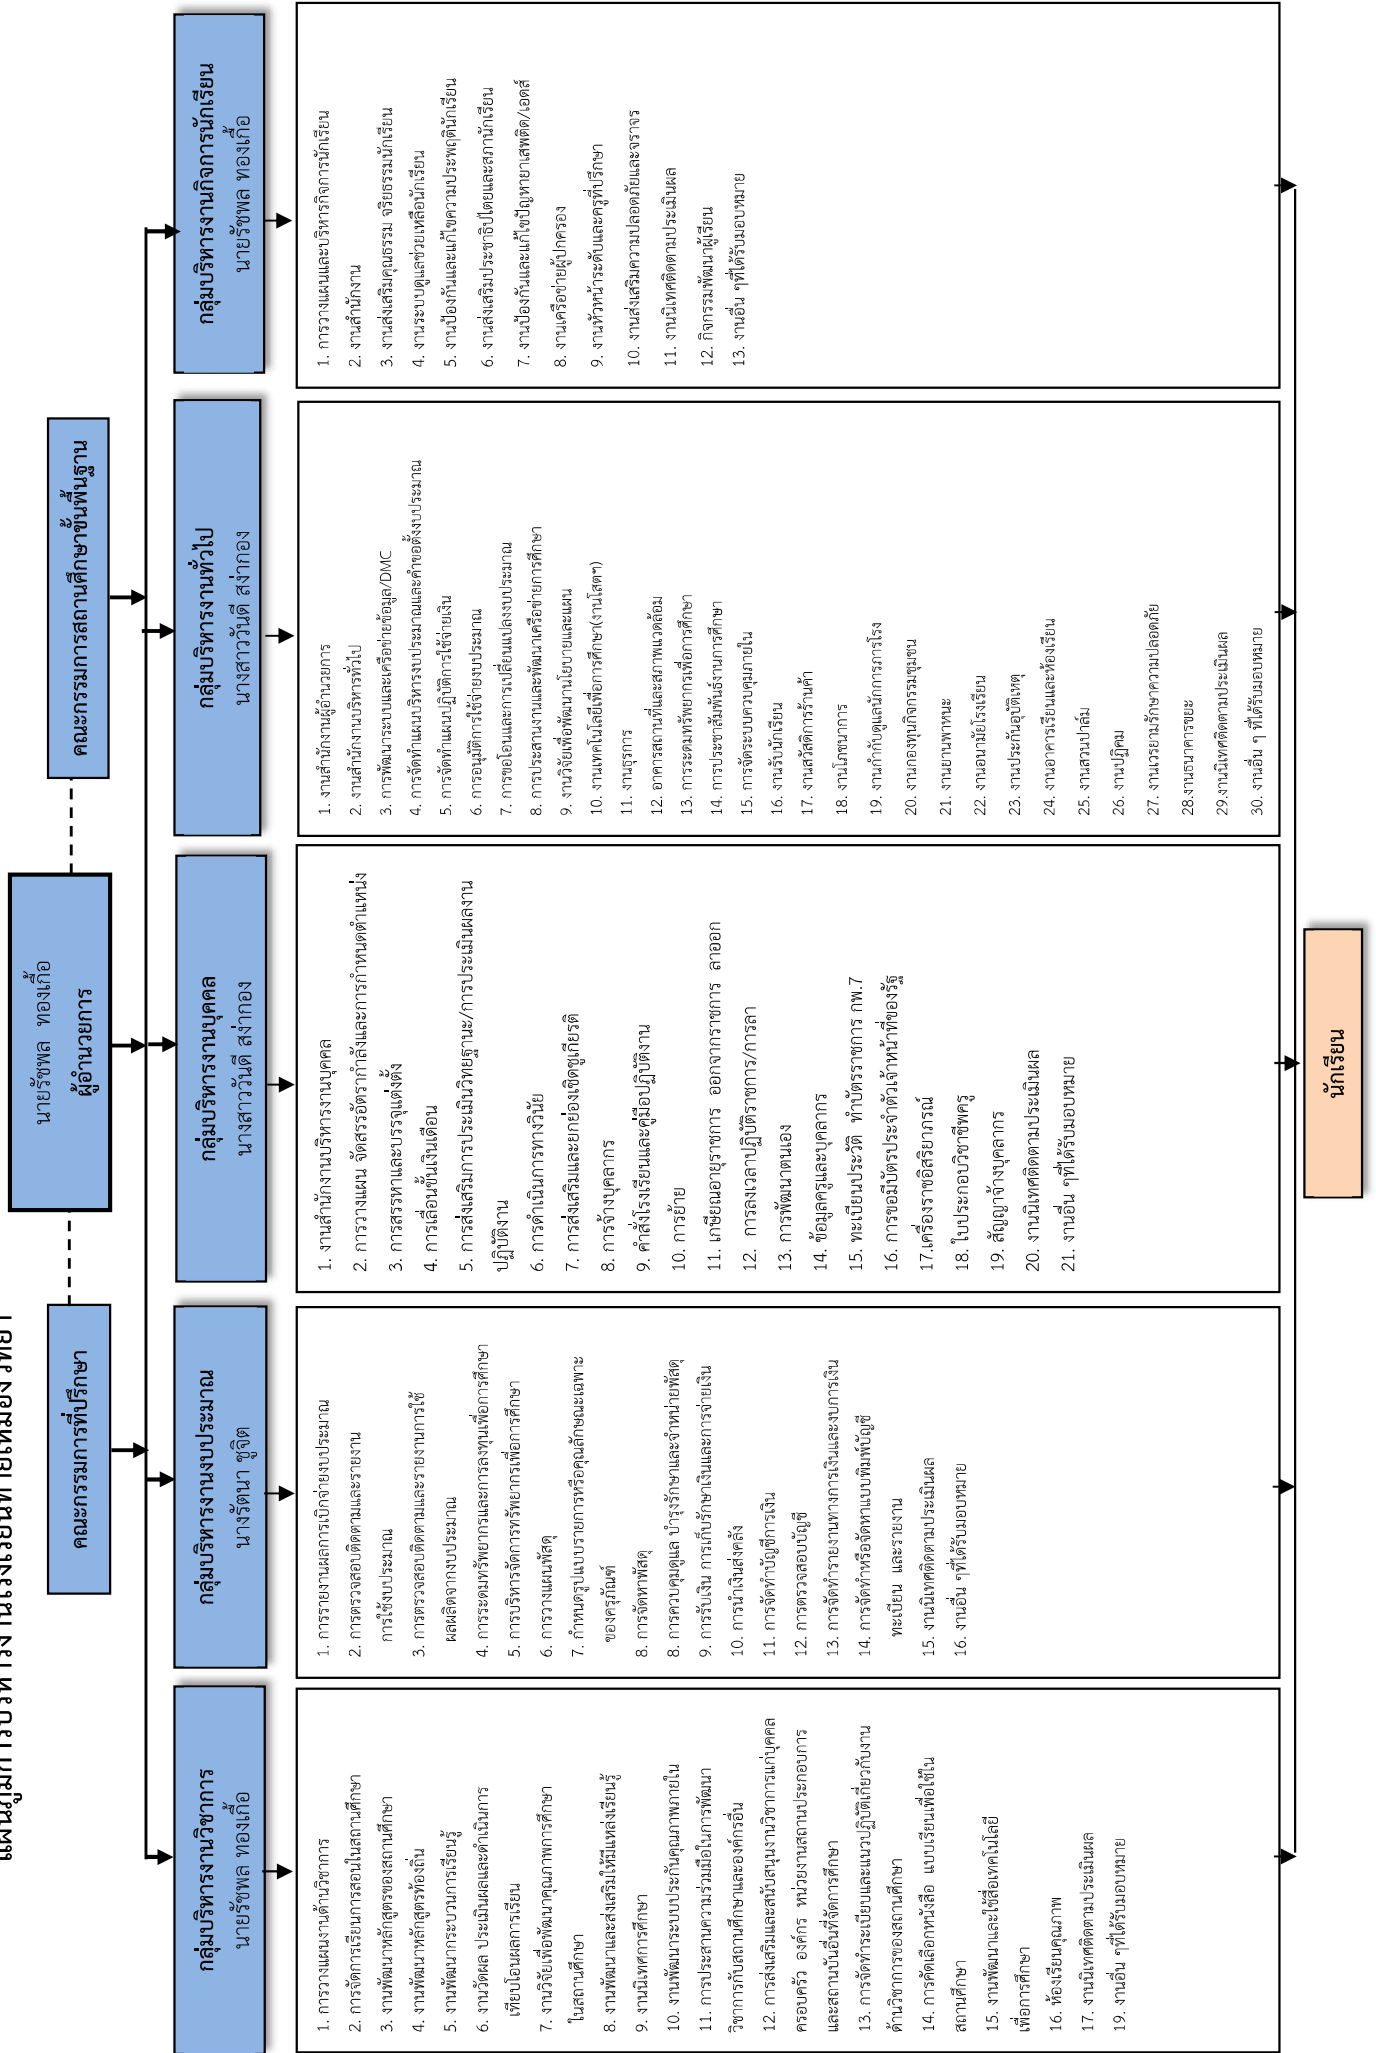 แผนภูมิการบริหารงานโรงเรียนท้ายเหมืองวิทยา
นายรัชพล ทองเกื้อ
ผู้อำนวยการ
คณะกรรมการที่ปรึกษา
คณะกรรมการสถานศึกษาขั้นพื้นฐาน
กลุ่มบริหารงานวิชาการ
นายรัชพล ทองเกื้อ
1. การวางแผนงานด้านวิชาการ
2. การจัดการเรียนการสอนในสถานศึกษา
3. งานพัฒนาหลักสูตรของสถานศึกษา
4. งานพัฒนาหลักสูตรท้องถิ่น
5. งานพัฒนากระบวนการเรียนรู้
6. งานวัดผล ประเมินผลและดำเนินการ
เทียบโอนผลการเรียน
7. งานวิจัยเพื่อพัฒนาคุณภาพการศึกษา
ในสถานศึกษา
8. งานพัฒนาและส่งเสริมให้มีแหล่งเรียนรู้
9. งานนิเทศการศึกษา
10. งานพัฒนาระบบประกันคุณภาพภายใน
11. การประสานความร่วมมือในการพัฒนา
วิชาการกับสถานศึกษาและองค์กรอื่น
12. การส่งเสริมและสนับสนุนงานวิชาการแก่บุคคล
ครอบครัว องค์กร หน่วยงานสถานประกอบการ
และสถาบันอื่นที่จัดการศึกษา
13. การจัดทำระเบียบและแนวปฏิบัติเกี่ยวกับงาน
ด้านวิชาการของสถานศึกษา
14. การคัดเลือกหนังสือ แบบเรียนเพื่อใช้ใน
สถานศึกษา
15. งานพัฒนาและใช้สื่อเทคโนโลยี
เพื่อการศึกษา
16. ห้องเรียนคุณภาพ
17. งานนิเทศติดตามประเมินผล
19. งานอื่น ๆที่ได้รับมอบหมาย
กลุ่มบริหารงานงบประมาณ
นางรัตนา ชูจิต
1. การรายงานผลการเบิกจ่ายงบประมาณ
2. การตรวจสอบติดตามและรายงาน
การใช้งบประมาณ
3. การตรวจสอบติดตามและรายงานการใช้
ผลผลิตจากงบประมาณ
4. การระดมทรัพยากรและการลงทุนเพื่อการศึกษา
5. การบริหารจัดการทรัพยากรเพื่อการศึกษา
6. การวางแผนพัสดุ
7. กำหนดรูปแบบรายการหรือคุณลักษณะเฉพาะ
ของครุภัณฑ์
8. การจัดหาพัสดุ
8. การควบคุมดูแล บำรุงรักษาและจำหน่ายพัสดุ
9. การรับเงิน การเก็บรักษาเงินและการจ่ายเงิน
10. การนำเงินส่งคลัง
11. การจัดทำบัญชีการเงิน
12. การตรวจสอบบัญชี
13. การจัดทำรายงานทางการเงินและงบการเงิน
14. การจัดทำหรือจัดหาแบบพิมพ์บัญชี
ทะเบียน และรายงาน
15. งานนิเทศติดตามประเมินผล
16. งานอื่น ๆที่ได้รับมอบหมาย
กลุ่มบริหารงานบุคคล
นางสาววันดี สง่ากอง
1. งานสำนักงานบริหารงานบุคคล
2. การวางแผน จัดสรรอัตรากำลังและการกำหนดตำแหน่ง
3. การสรรหาและบรรจุแต่งตั้ง
4. การเลื่อนขั้นเงินเดือน
5. การส่งเสริมการประเมินวิทยฐานะ/การประเมินผลงาน
ปฏิบัติงาน
6. การดำเนินการทางวินัย
7. การส่งเสริมและยกย่องเชิดชูเกียรติ
8. การจ้างบุคลากร
9. คำสั่งโรงเรียนและคู่มือปฏิบัติงาน
10. การย้าย
11. เกษียณอายุราชการ ออกจากราชการ ลาออก
12. การลงเวลาปฏิบัติราชการ/การลา
13. การพัฒนาตนเอง
14. ข้อมูลครูและบุคลากร
15. ทะเบียนประวัติ ทำบัตรราชการ กพ.7
16. การขอมีบัตรประจำตัวเจ้าหน้าที่ของรัฐ
17.เครื่องราชอิสริยาภรณ์
18. ใบประกอบวิชาชีพครู
19. สัญญาจ้างบุคลากร
20. งานนิเทศติดตามประเมินผล
21. งานอื่น ๆที่ได้รับมอบหมาย
กลุ่มบริหารงานทั่วไป
นางสาววันดี สง่ากอง
1. งานสำนักงานผู้อำนวยการ
2. งานสำนักงานบริหารทั่วไป
3. การพัฒนาระบบและเครือข่ายข้อมูล/DMC
4. การจัดทำแผนบริหารงบประมาณและคำขอตั้งงบประมาณ
5. การจัดทำแผนปฏิบัติการใช้จ่ายเงิน
6. การอนุมัติการใช้จ่ายงบประมาณ
7. การขอโอนและการเปลี่ยนแปลงงบประมาณ
8. การประสานงานและพัฒนาเครือข่ายการศึกษา
9. งานวิจัยเพื่อพัฒนานโยบายและแผน
10. งานเทคโนโลยีเพื่อการศึกษา(งานโสตฯ)
11. งานธุรการ
12. อาคารสถานที่และสภาพแวดล้อม
13. การระดมทรัพยากรเพื่อการศึกษา
14. การประชาสัมพันธ์งานการศึกษา
15. การจัดระบบควบคุมภายใน
16. งานรับนักเรียน
17. งานสวัสดิการร้านค้า
18. งานโภชนาการ
19. งานกำกับดูแลนักการภารโรง
20. งานกองทุนกิจกรรมชุมชน
21. งานยานพาหนะ
22. งานอนามัยโรงเรียน
23. งานประกันอุบัติเหตุ
24. งานอาคารเรียนและห้องเรียน
25. งานสวนปาล์ม
26. งานปฏิคม
27. งานเวรยามรักษาความปลอดภัย
28.งานธนาคารขยะ
29.งานนิเทศติดตามประเมินผล
30. งานอื่น ๆ ที่ได้รับมอบหมาย
กลุ่มบริหารงานกิจการนักเรียน
นายรัชพล ทองเกื้อ
1. การวางแผนและบริหารกิจการนักเรียน
2. งานสำนักงาน
3. งานส่งเสริมคุณธรรม จริยธรรมนักเรียน
4. งานระบบดูแลช่วยเหลือนักเรียน
5. งานป้องกันและแก้ไขความประพฤตินักเรียน
6. งานส่งเสริมประชาธิปไตยและสภานักเรียน
7. งานป้องกันและแก้ไขปัญหายาเสพติด/เอดส์
8. งานเครือข่ายผู้ปกครอง
9. งานหัวหน้าระดับและครูที่ปรึกษา
10. งานส่งเสริมความปลอดภัยและจราจร
11. งานนิเทศติดตามประเมินผล
12. กิจกรรมพัฒนาผู้เรียน
13. งานอื่น ๆที่ได้รับมอบหมาย
นักเรียน